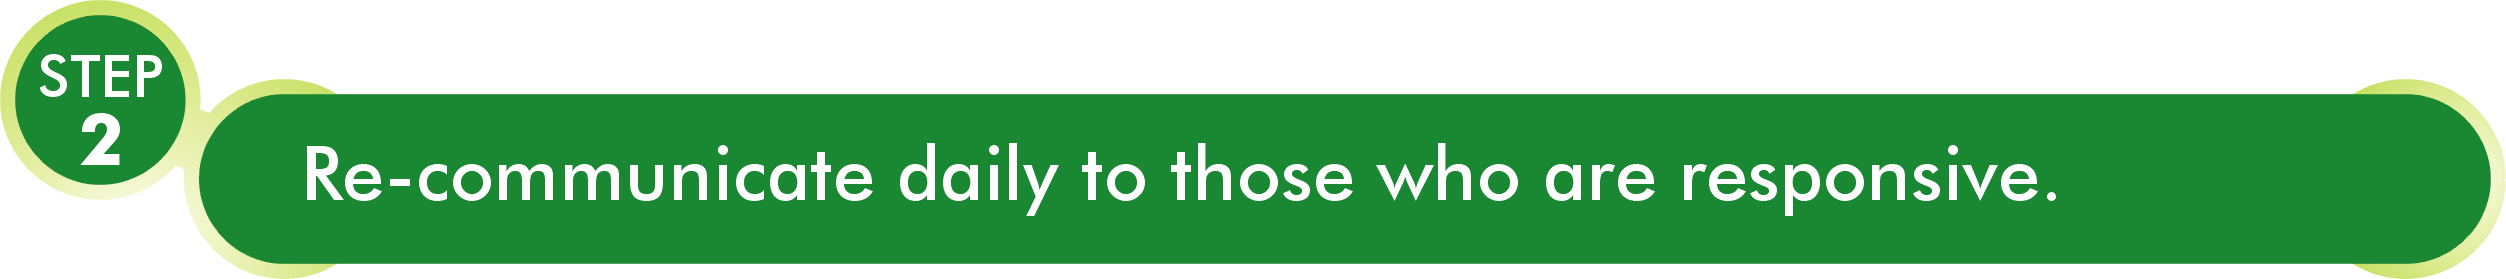 STEP
2
Re-communicate daily to those who are responsive.